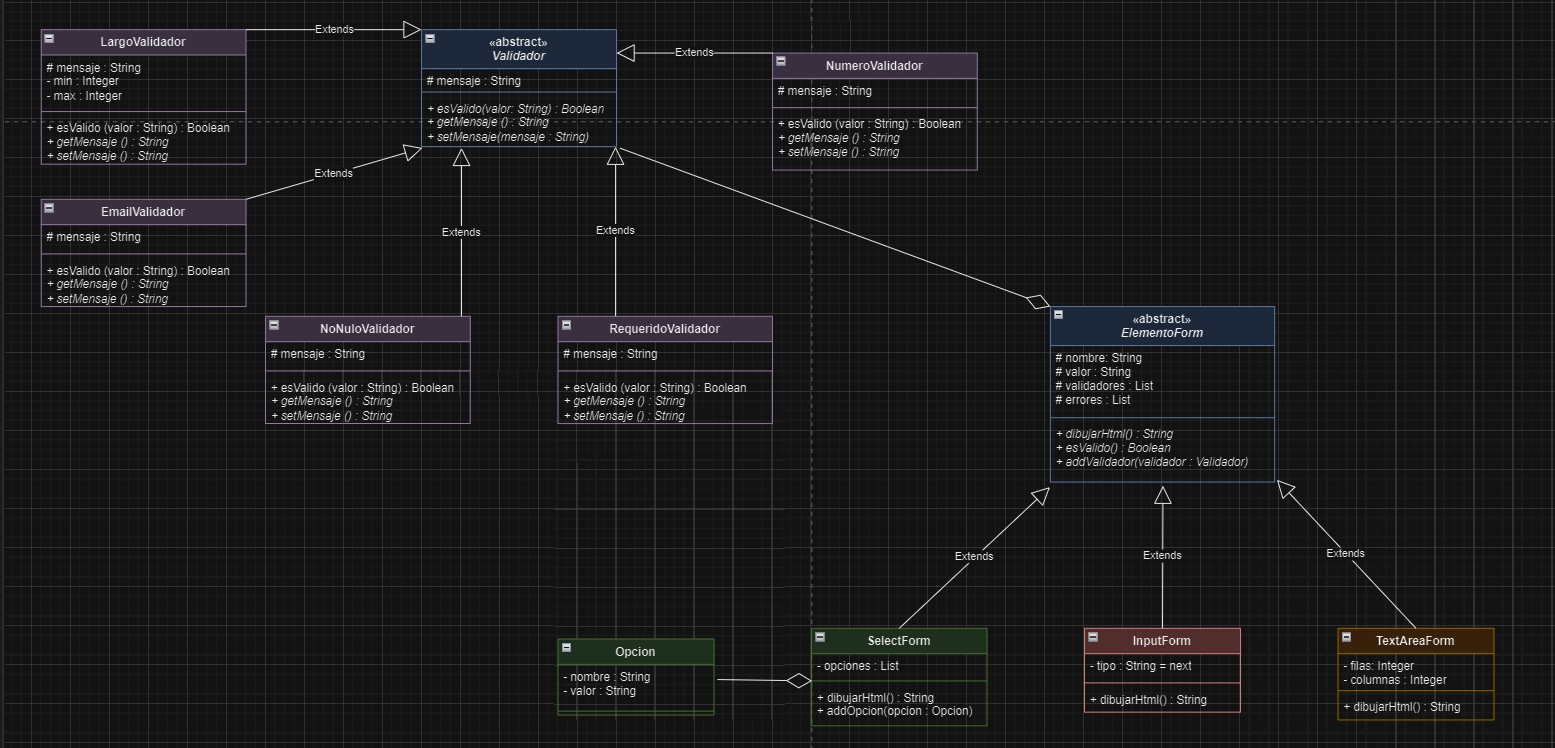 LargoValidador
# mensaje : String
- min : Integer
- max : Integer
+ esValido (valor : String) : Boolean
+ getMensaje () : String
+ setMensaje () : String
Extends
«abstract»
Validador
# mensaje : String
+ esValido(valor: String) : Boolean
+ getMensaje () : String
+ setMensaje(mensaje : String)
Extends
NumeroValidador
# mensaje : String
+ esValido (valor : String) : Boolean
+ getMensaje () : String
+ setMensaje () : String
Extends
EmailValidador
# mensaje : String
+ esValido (valor : String) : Boolean
+ getMensaje () : String
+ setMensaje () : String
Extends
Extends
NoNuloValidador
# mensaje : String
+ esValido (valor : String) : Boolean
+ getMensaje () : String
+ setMensaje () : String
RequeridoValidador
# mensaje : String
+ esValido (valor : String) : Boolean
+ getMensaje () : String
+ setMensaje () : String
«abstract»
ElementoForm
# nombre: String
# valor : String
# validadores : List
# errores : List
+ dibujarHtml() : String
+ esValido() : Boolean
+ addValidador(validador : Validador)
Extends
Extends
Extends
Opcion
- nombre : String
- valor : String
SelectForm
- opciones : List
+ dibujarHtml() : String
+ addOpcion(opcion : Opcion)
InputForm
- tipo : String = next
+ dibujarHtml() : String
TextAreaForm
- filas: Integer
- columnas : Integer
+ dibujarHtml() : String